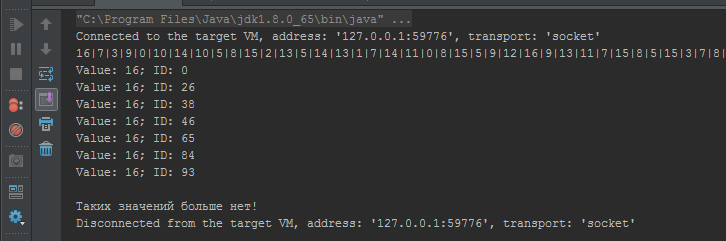 "C:\Program Files\Java\jdk1.8.0_65\bin\java" ...
Connected to the target VM, address: '127.0.0.1:59776', transport: 'socket'
16|7|3|9|0|10|14|10|5|8|15|2|13|5|14|13|1|7|14|11|0|8|15|5|9|12|16|9|13|11|7|15|8|5|15|3|7|8|
Value: 16; ID: 0
Value: 16; ID: 26
Value: 16; ID: 38
Value: 16; ID: 46
Value: 16; ID: 65
Value: 16; ID: 84
Value: 16; ID: 93
Таких значений больше нет!
Disconnected from the target VM, address: '127.0.0.1:59776', transport: 'socket'